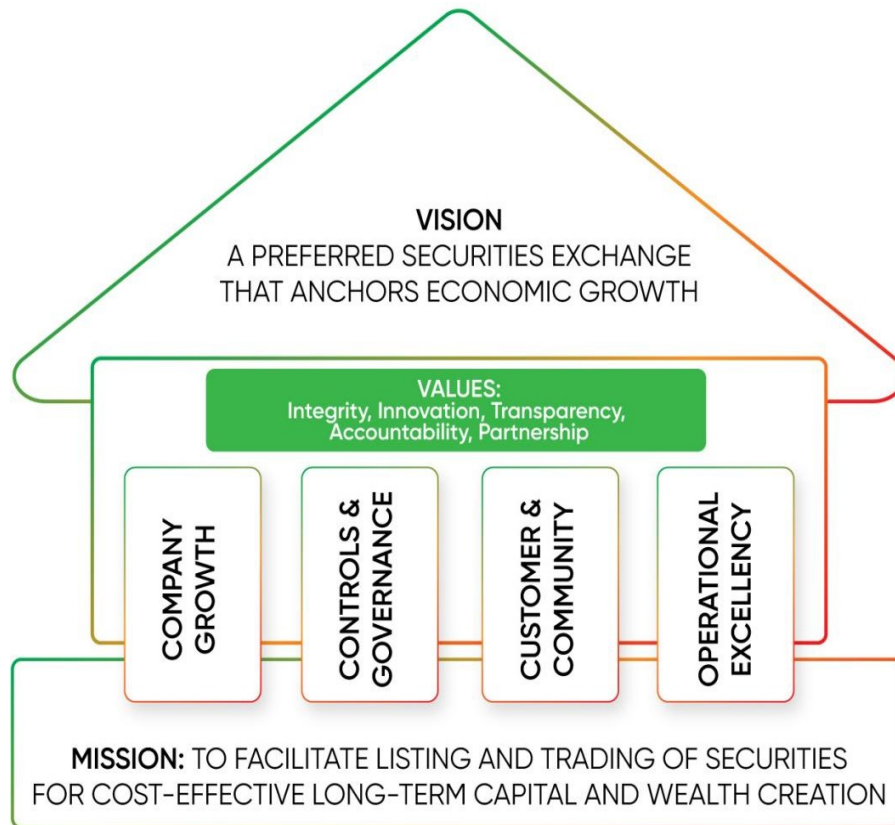 VISION
A PREFERRED SECURITIES EXCHANGE
THAT ANCHORS ECONOMIC GROWTH
VALUES:
Integrity, Innovation, Transparency,
Accountability, Partnership
COMPANY
GROWTH
CONTROLS &
GOVERNANCE
CUSTOMER &
COMMUNITY
OPERATIONAL
EXCELLENCY
MISSION: TO FACILITATE LISTING AND TRADING OF SECURITIES
FOR COST-EFFECTIVE LONG-TERM CAPITAL AND WEALTH CREATION